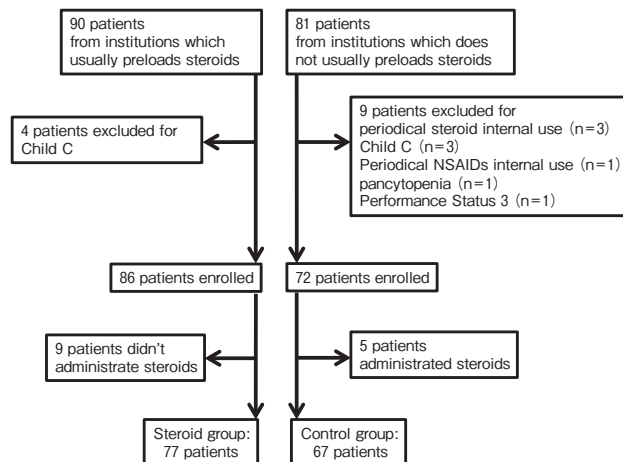 90 patients
from institutions which
usually preloads steroids
81 patients
from institutions which does
not usually preloads steroids
4 patients excluded for
Child C
9 patients excluded for
periodical steroid internal use (n=3)
Child C (n=3)
Periodical NSAIDs internal use (n=1)
pancytopenia (n=1)
Performance Status 3 (n=1)
86 patients enrolled
72 patients enrolled
9 patients didn't
administrate steroids
5 patients
administrated steroids
Steroid group:
77 patients
Control group:
67 patients